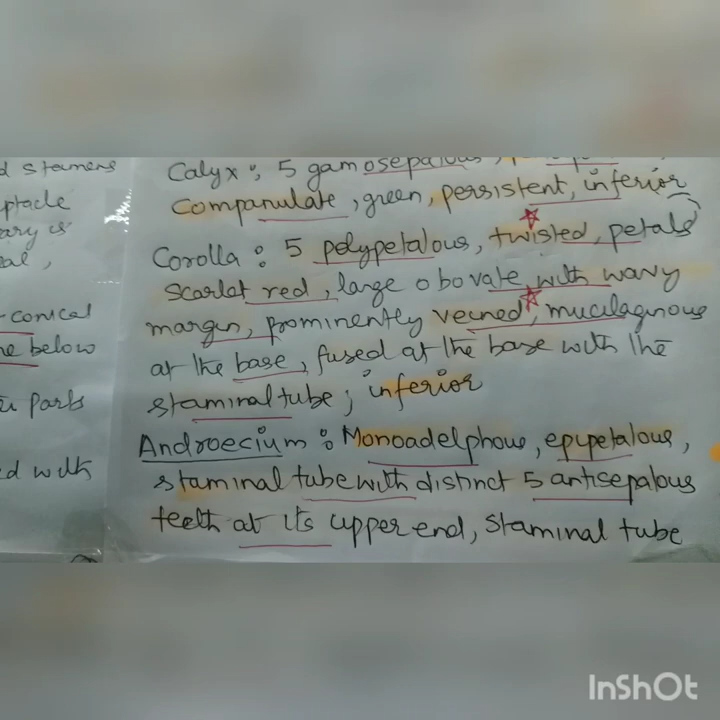 d stamens
ptacle
ary is
al,
-conical
ne below
parts
d with
Calyx : 5 gamosepalous,
Companulate, green, persistent, inferior
Corolla : 5 polypetalous, twisted, petals
Scarlet red, large obovate with wavy
margin, prominently veined, mucilagnous
at the base, fused at the base with the
staminal tube; inferior
Androecium : Monoadelphous, epipetalous,
staminal tube with distinct 5 antisepalous
teeth at its upper end, Staminal tube
InShOt